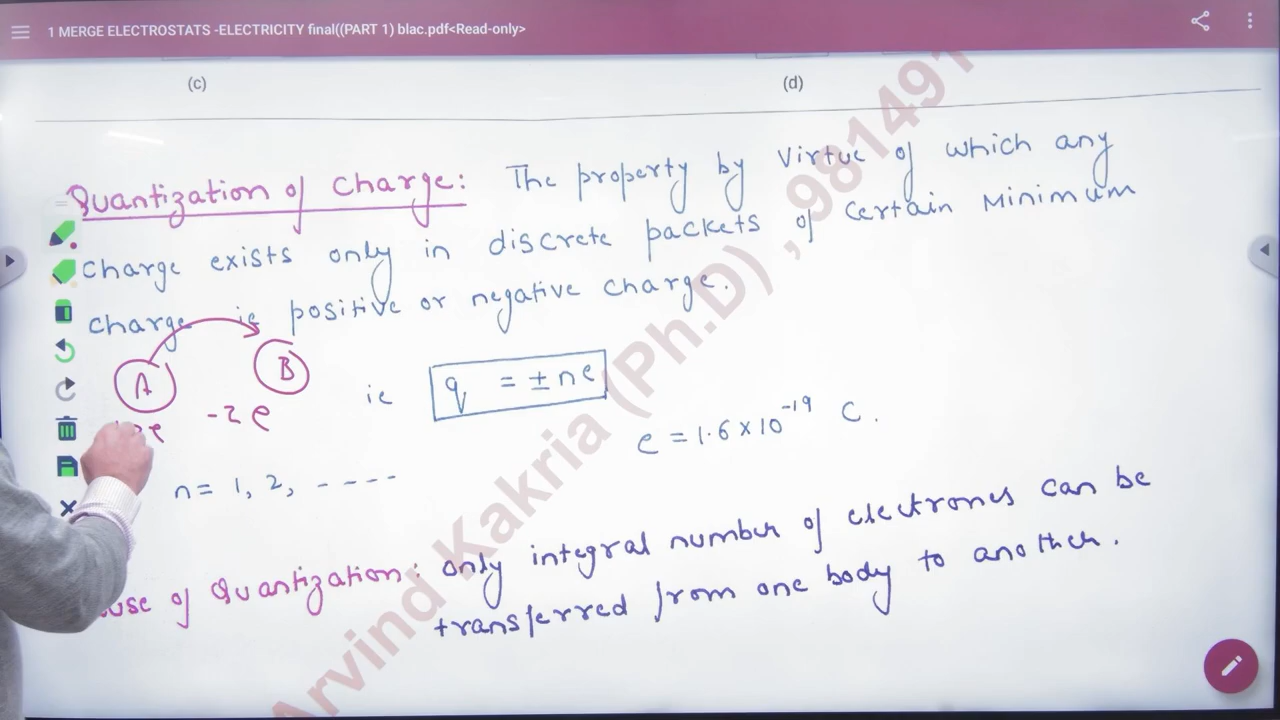 1 MERGE ELECTROSTATS -ELECTRICITY final((PART 1) blac.pdf<Read-only>
(c) (d)
Quantization of Charge: The property by virtue of which any
Charge exists only in discrete packets of Certain Minimum
charge ie positive or negative charge.
A B
ie q = ± ne
-2e
e = 1.6 × 10⁻¹⁹ C.
n = 1, 2, ----
of Quantization: only integral number of electrones can be
transferred from one body to another.
Arvind Kakria (Ph.D) , 981491